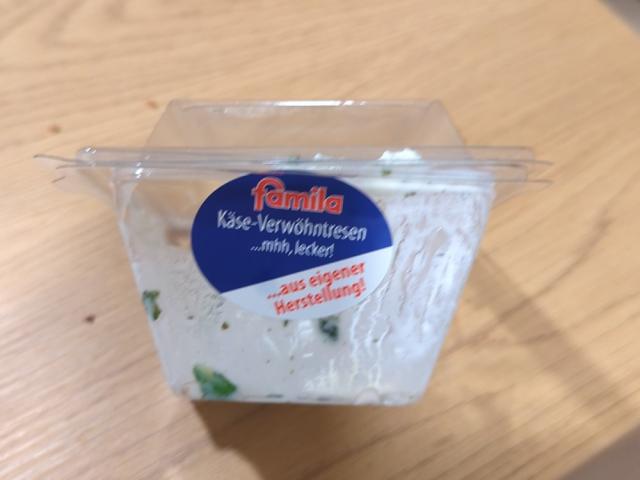 famila
Käse-Verwöhntresen
...mhh, lecker!
...aus eigener
Herstellung!